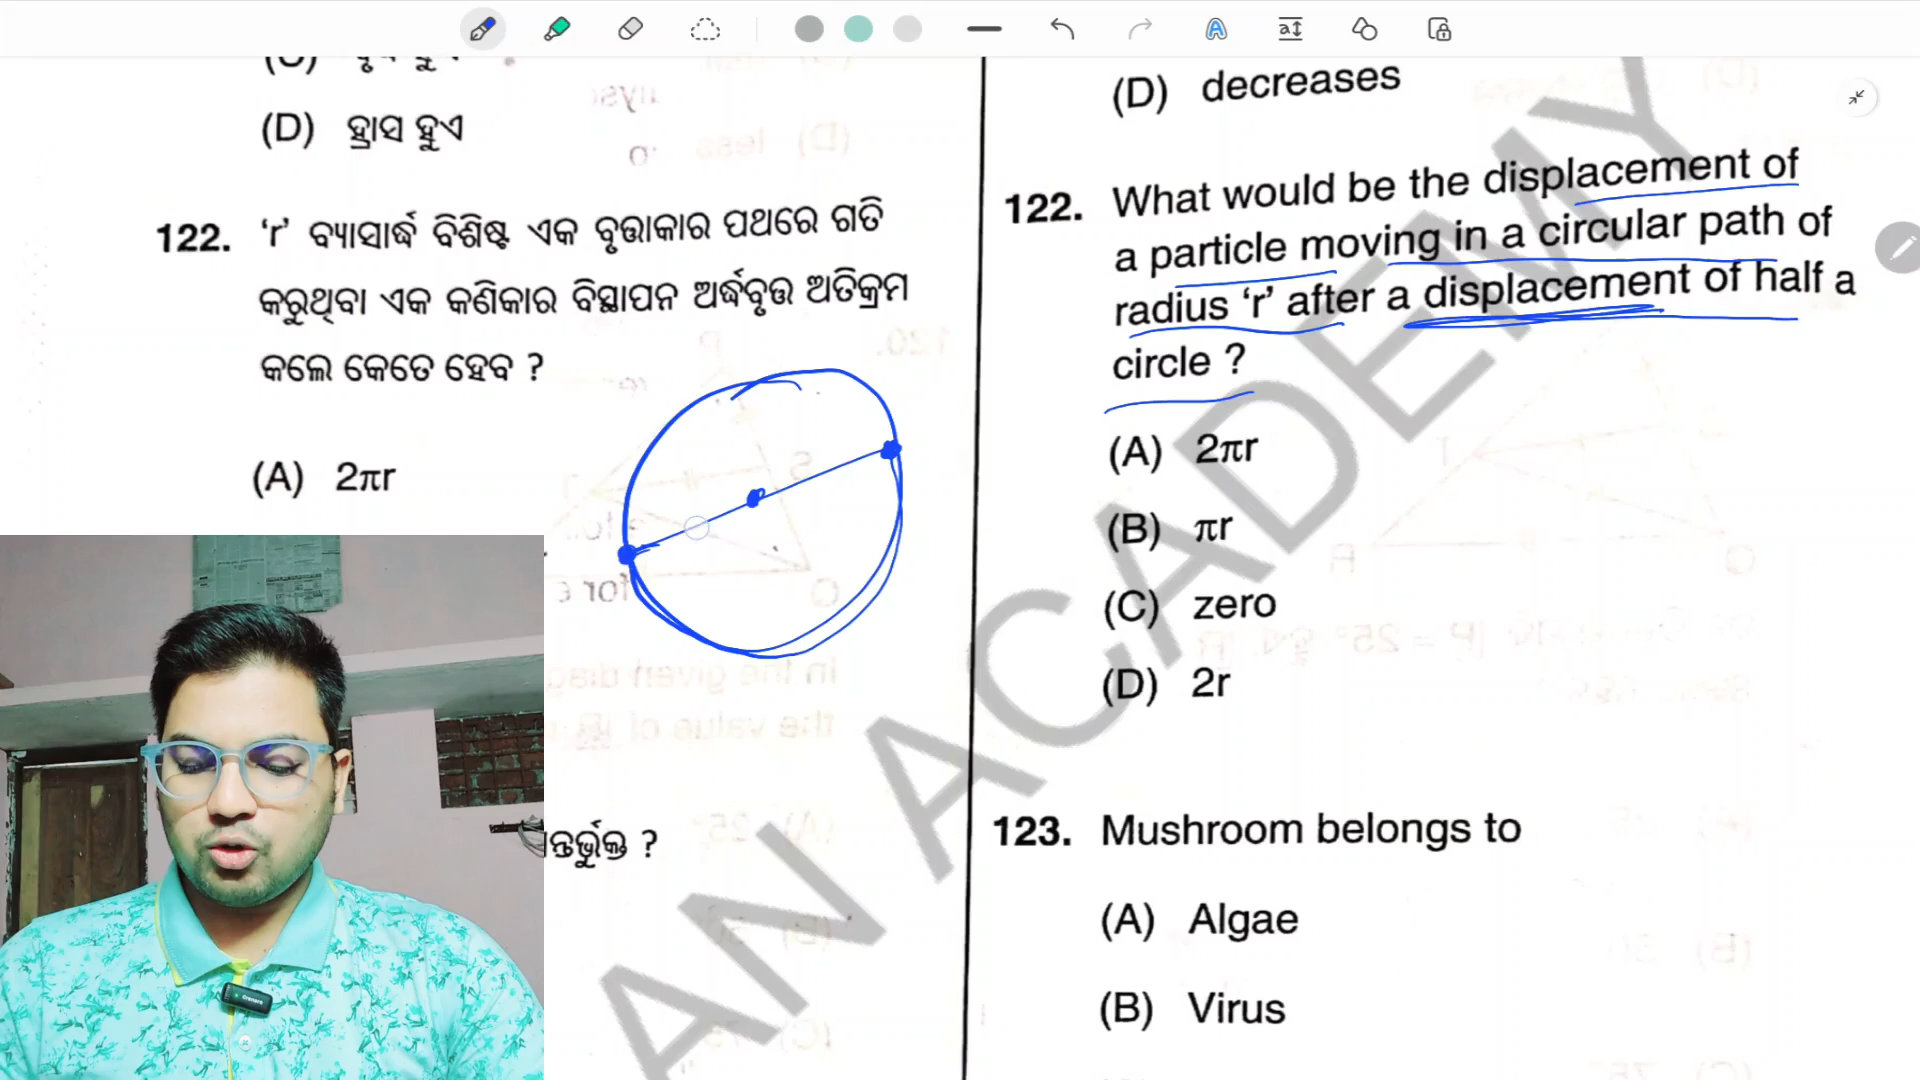 (D) ହ୍ରାସ ହୁଏ
122. ‘r’ ବ୍ୟାସାର୍ଦ୍ଧ ବିଶିଷ୍ଟ ଏକ ବୃତ୍ତାକାର ପଥରେ ଗତି
କରୁଥିବା ଏକ କଣିକାର ବିସ୍ଥାପନ ଅର୍ଦ୍ଧବୃତ୍ତ ଅତିକ୍ରମ
କଲେ କେତେ ହେବ ?
(A) 2πr
(D) decreases
122. What would be the displacement of
a particle moving in a circular path of
radius ‘r’ after a displacement of half a
circle ?
(A) 2πr
(B) πr
(C) zero
(D) 2r
123. Mushroom belongs to
(A) Algae
(B) Virus
AN ACADEMY